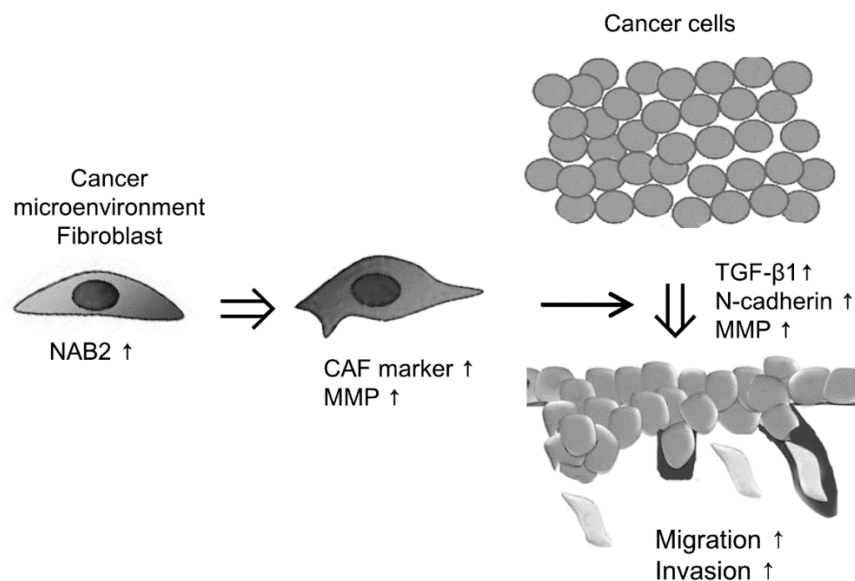 Cancer cells
Cancer
microenvironment
Fibroblast
NAB2 ↑
CAF marker ↑
MMP ↑
TGF-β1↑
N-cadherin ↑
MMP ↑
Migration ↑
Invasion ↑